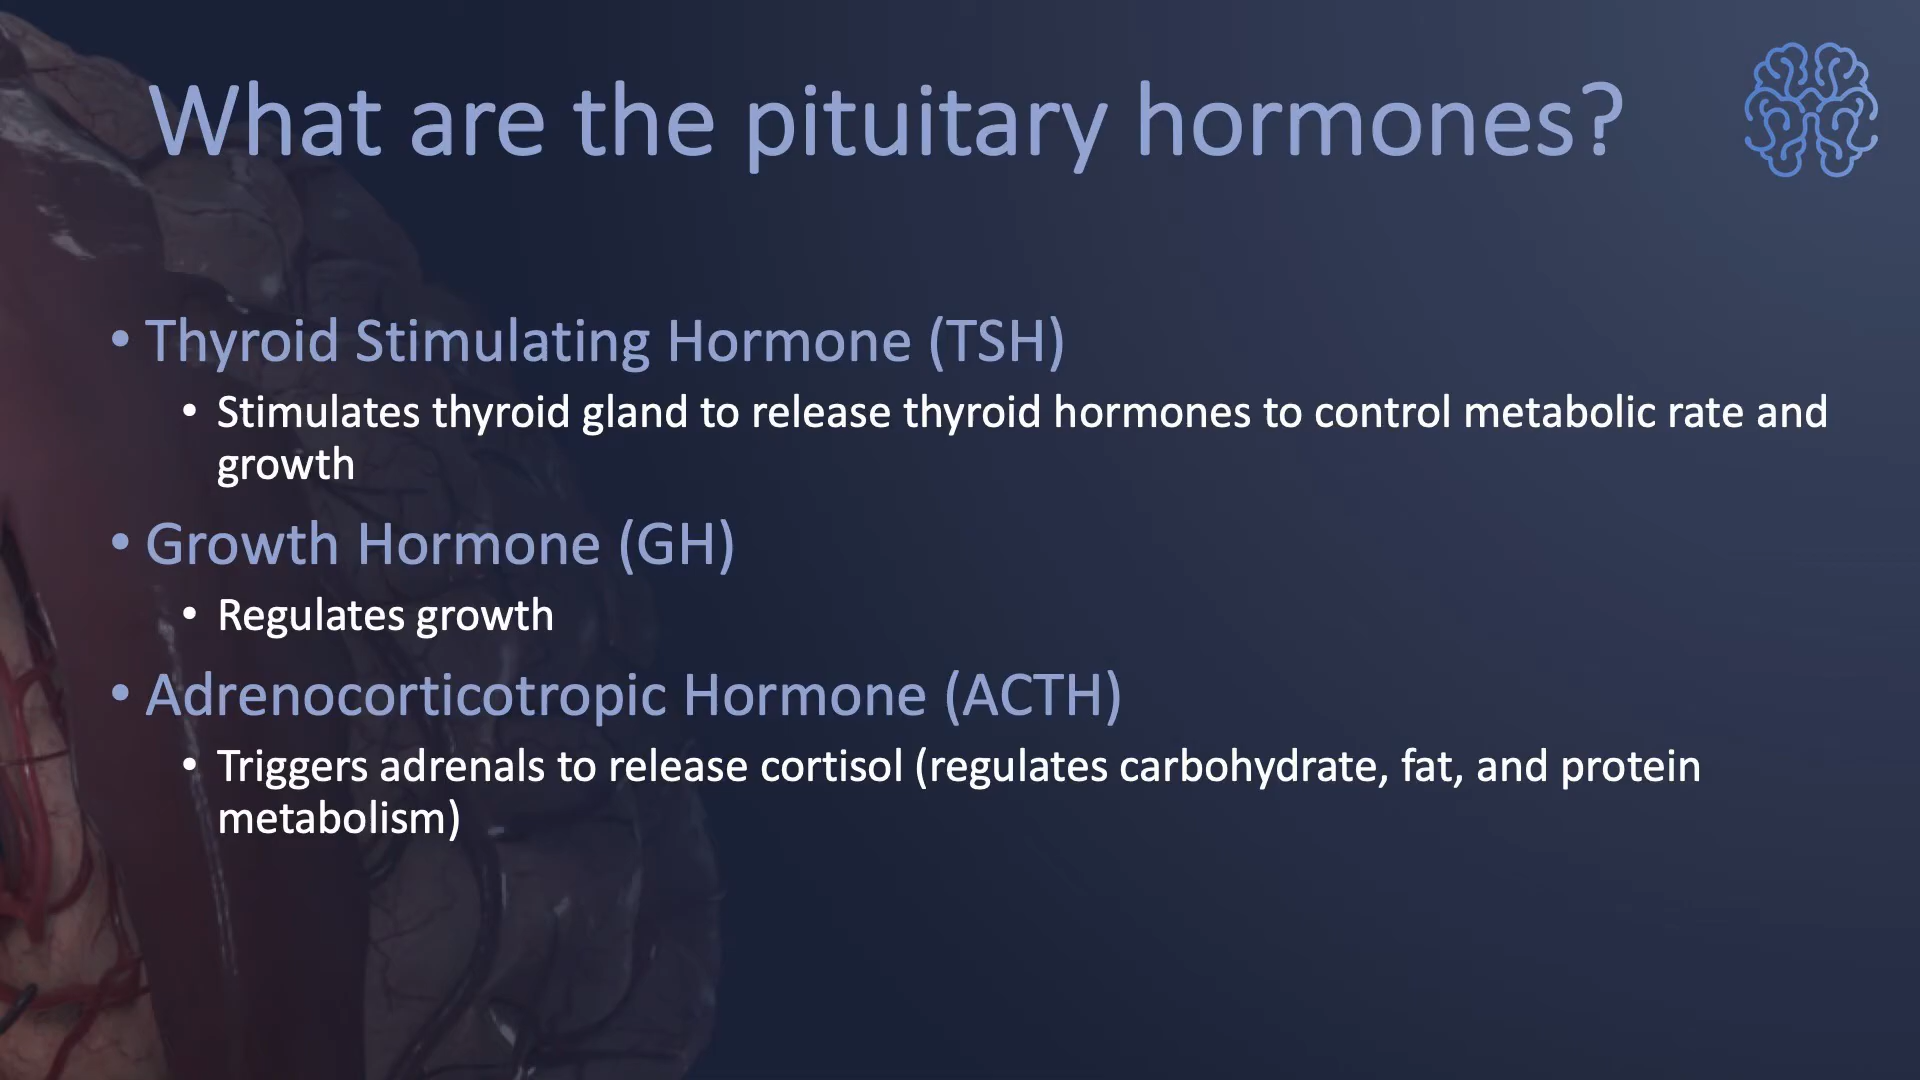 What are the pituitary hormones?
• Thyroid Stimulating Hormone (TSH)
• Stimulates thyroid gland to release thyroid hormones to control metabolic rate and
growth
• Growth Hormone (GH)
• Regulates growth
• Adrenocorticotropic Hormone (ACTH)
• Triggers adrenals to release cortisol (regulates carbohydrate, fat, and protein
metabolism)